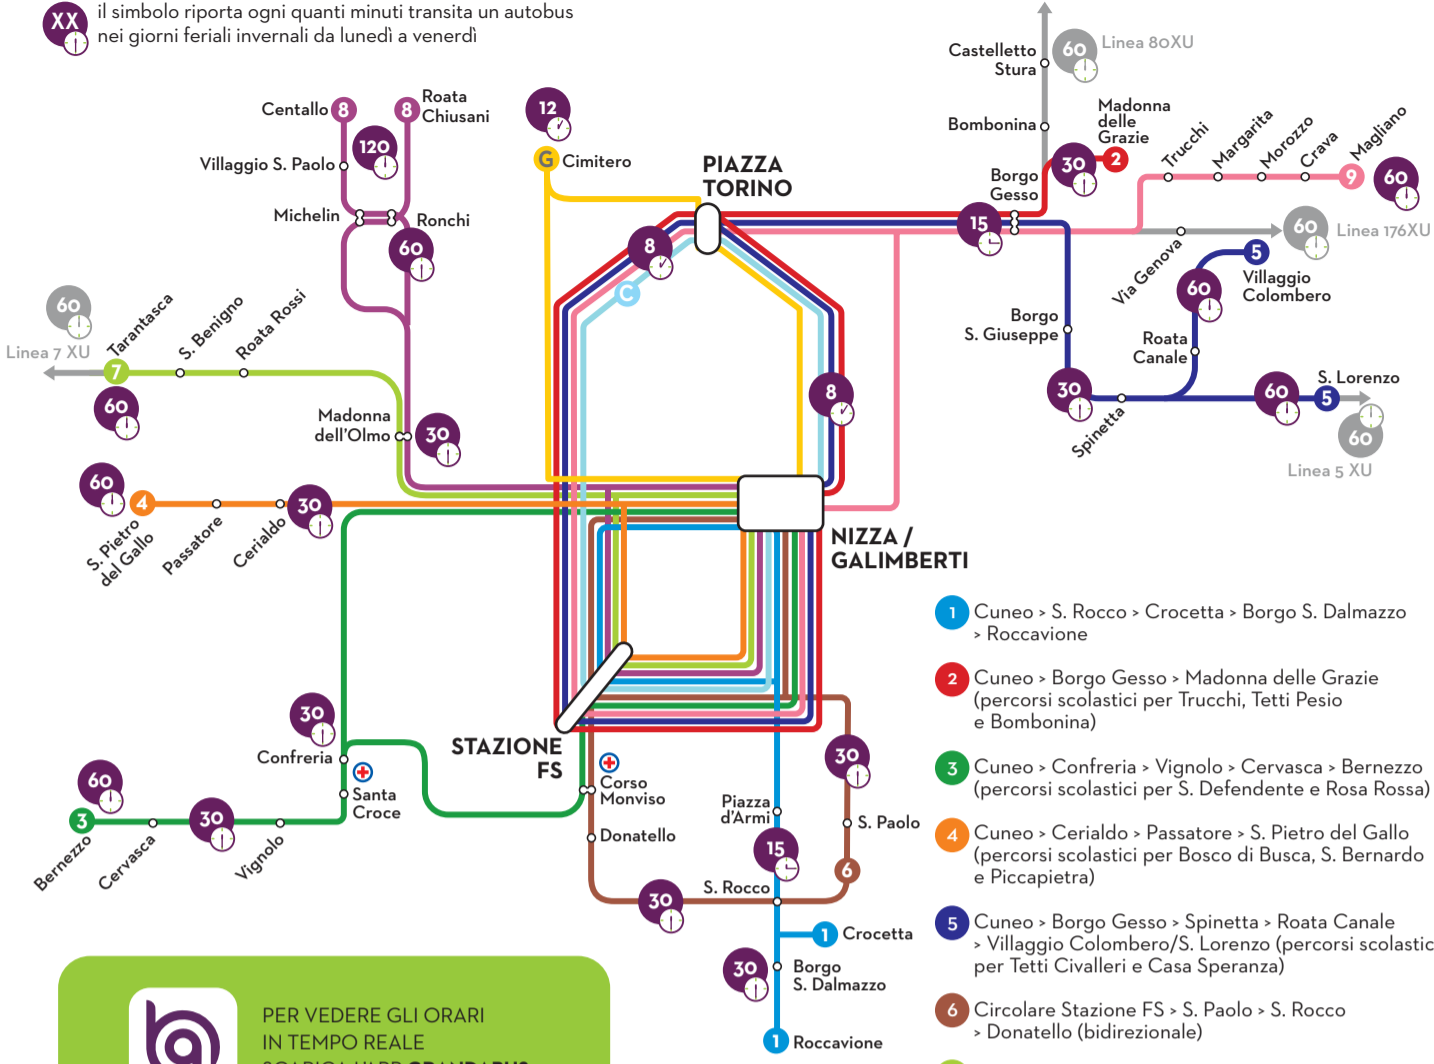 XX
il simbolo riporta ogni quanti minuti transita un autobus
nei giorni feriali invernali da lunedì a venerdì
Centallo
8
8
Roata
Chiusani
120
Villaggio S. Paolo
Michelin
Ronchi
60
12
G
Cimitero
PIAZZA
TORINO
8
C
8
Castelletto
Stura
60
Linea 80XU
Bombonina
Madonna
delle
Grazie
30
2
Borgo
Gesso
15
Trucchi
Margarita
Morozzo
Crava
Magliano
9
60
Via Genova
60
Linea 176XU
5
Villaggio
Colombero
60
Borgo
S. Giuseppe
Roata
Canale
30
Spinetta
60
S. Lorenzo
5
60
Linea 5 XU
60
Linea 7 XU
Tarantasca
S. Benigno
Roata Rossi
7
60
Madonna
dell'Olmo
30
60
4
S. Pietro
del Gallo
Passatore
Cerialdo
30
NIZZA /
GALIMBERTI
30
Confreria
Santa
Croce
60
3
Bernezzo
Cervasca
30
Vignolo
STAZIONE
FS
Corso
Monviso
Donatello
Piazza
d'Armi
15
30
S. Paolo
6
S. Rocco
30
1
Crocetta
30
Borgo
S. Dalmazzo
1
Roccavione
1
Cuneo > S. Rocco > Crocetta > Borgo S. Dalmazzo
> Roccavione
2
Cuneo > Borgo Gesso > Madonna delle Grazie
(percorsi scolastici per Trucchi, Tetti Pesio
e Bombonina)
3
Cuneo > Confreria > Vignolo > Cervasca > Bernezzo
(percorsi scolastici per S. Defendente e Rosa Rossa)
4
Cuneo > Cerialdo > Passatore > S. Pietro del Gallo
(percorsi scolastici per Bosco di Busca, S. Bernardo
e Piccapietra)
5
Cuneo > Borgo Gesso > Spinetta > Roata Canale
> Villaggio Colombero/S. Lorenzo (percorsi scolastic
per Tetti Civalleri e Casa Speranza)
6
Circolare Stazione FS > S. Paolo > S. Rocco
> Donatello (bidirezionale)
PER VEDERE GLI ORARI
IN TEMPO REALE
SCARICA L'APP GRANDABUS